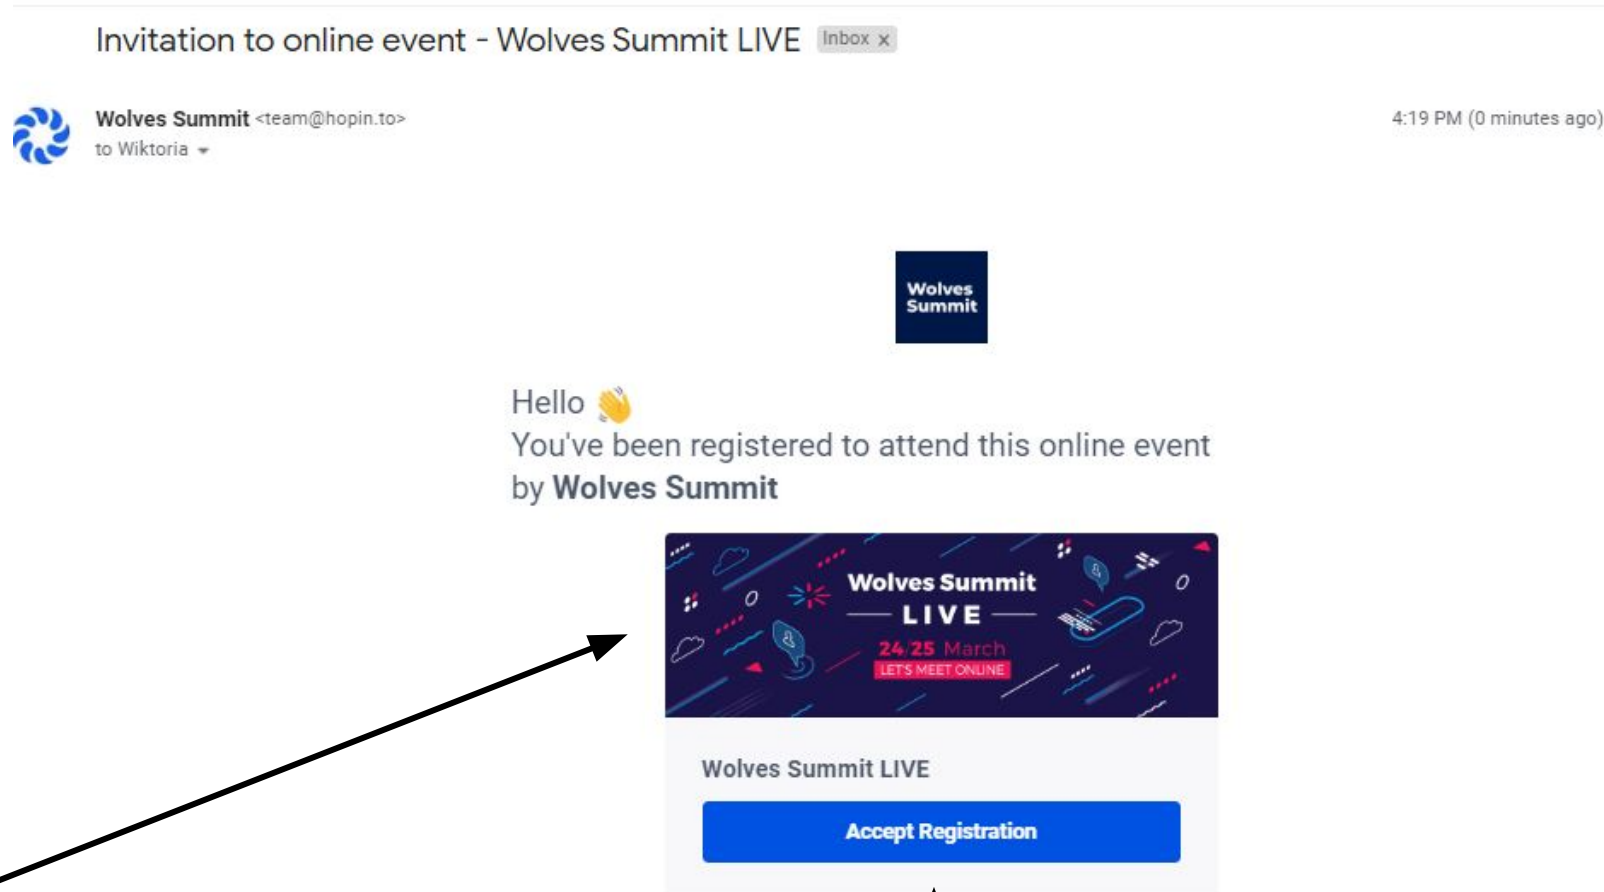 Invitation to online event - Wolves Summit LIVE Inbox x
Wolves Summit <team@hopin.to> 4:19 PM (0 minutes ago)
to Wiktoria
Wolves
Summit
Hello 👋
You've been registered to attend this online event
by Wolves Summit
Wolves Summit
LIVE
24/25 March
LET'S MEET ONLINE
Wolves Summit LIVE
Accept Registration